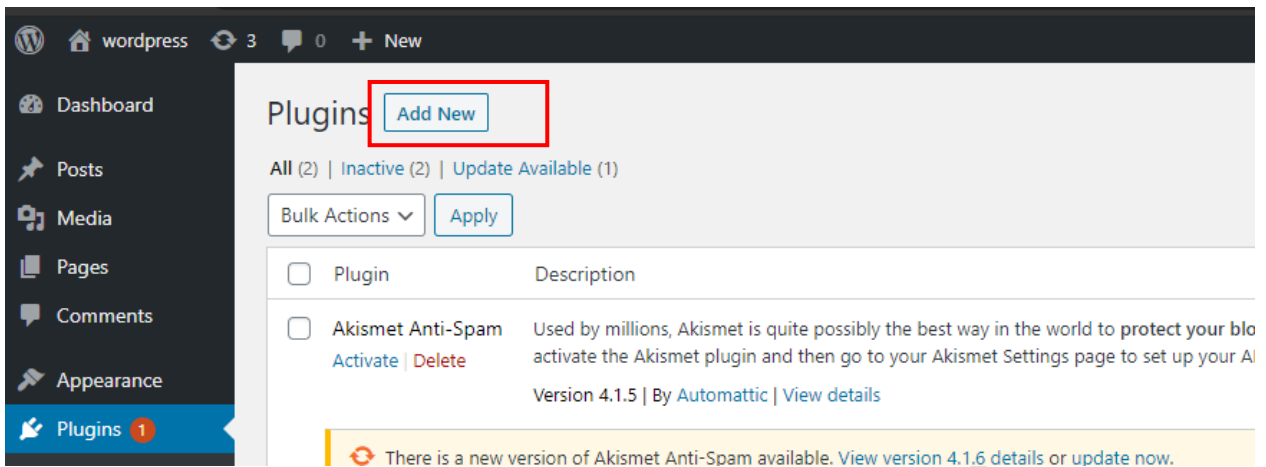 wordpress 3 0 + New
Dashboard
Posts
Media
Pages
Comments
Appearance
Plugins 1
Plugins Add New
All (2) | Inactive (2) | Update Available (1)
Bulk Actions Apply
Plugin Description
Akismet Anti-Spam Used by millions, Akismet is quite possibly the best way in the world to protect your blo
Activate | Delete activate the Akismet plugin and then go to your Akismet Settings page to set up your A
Version 4.1.5 | By Automattic | View details
There is a new version of Akismet Anti-Spam available. View version 4.1.6 details or update now.